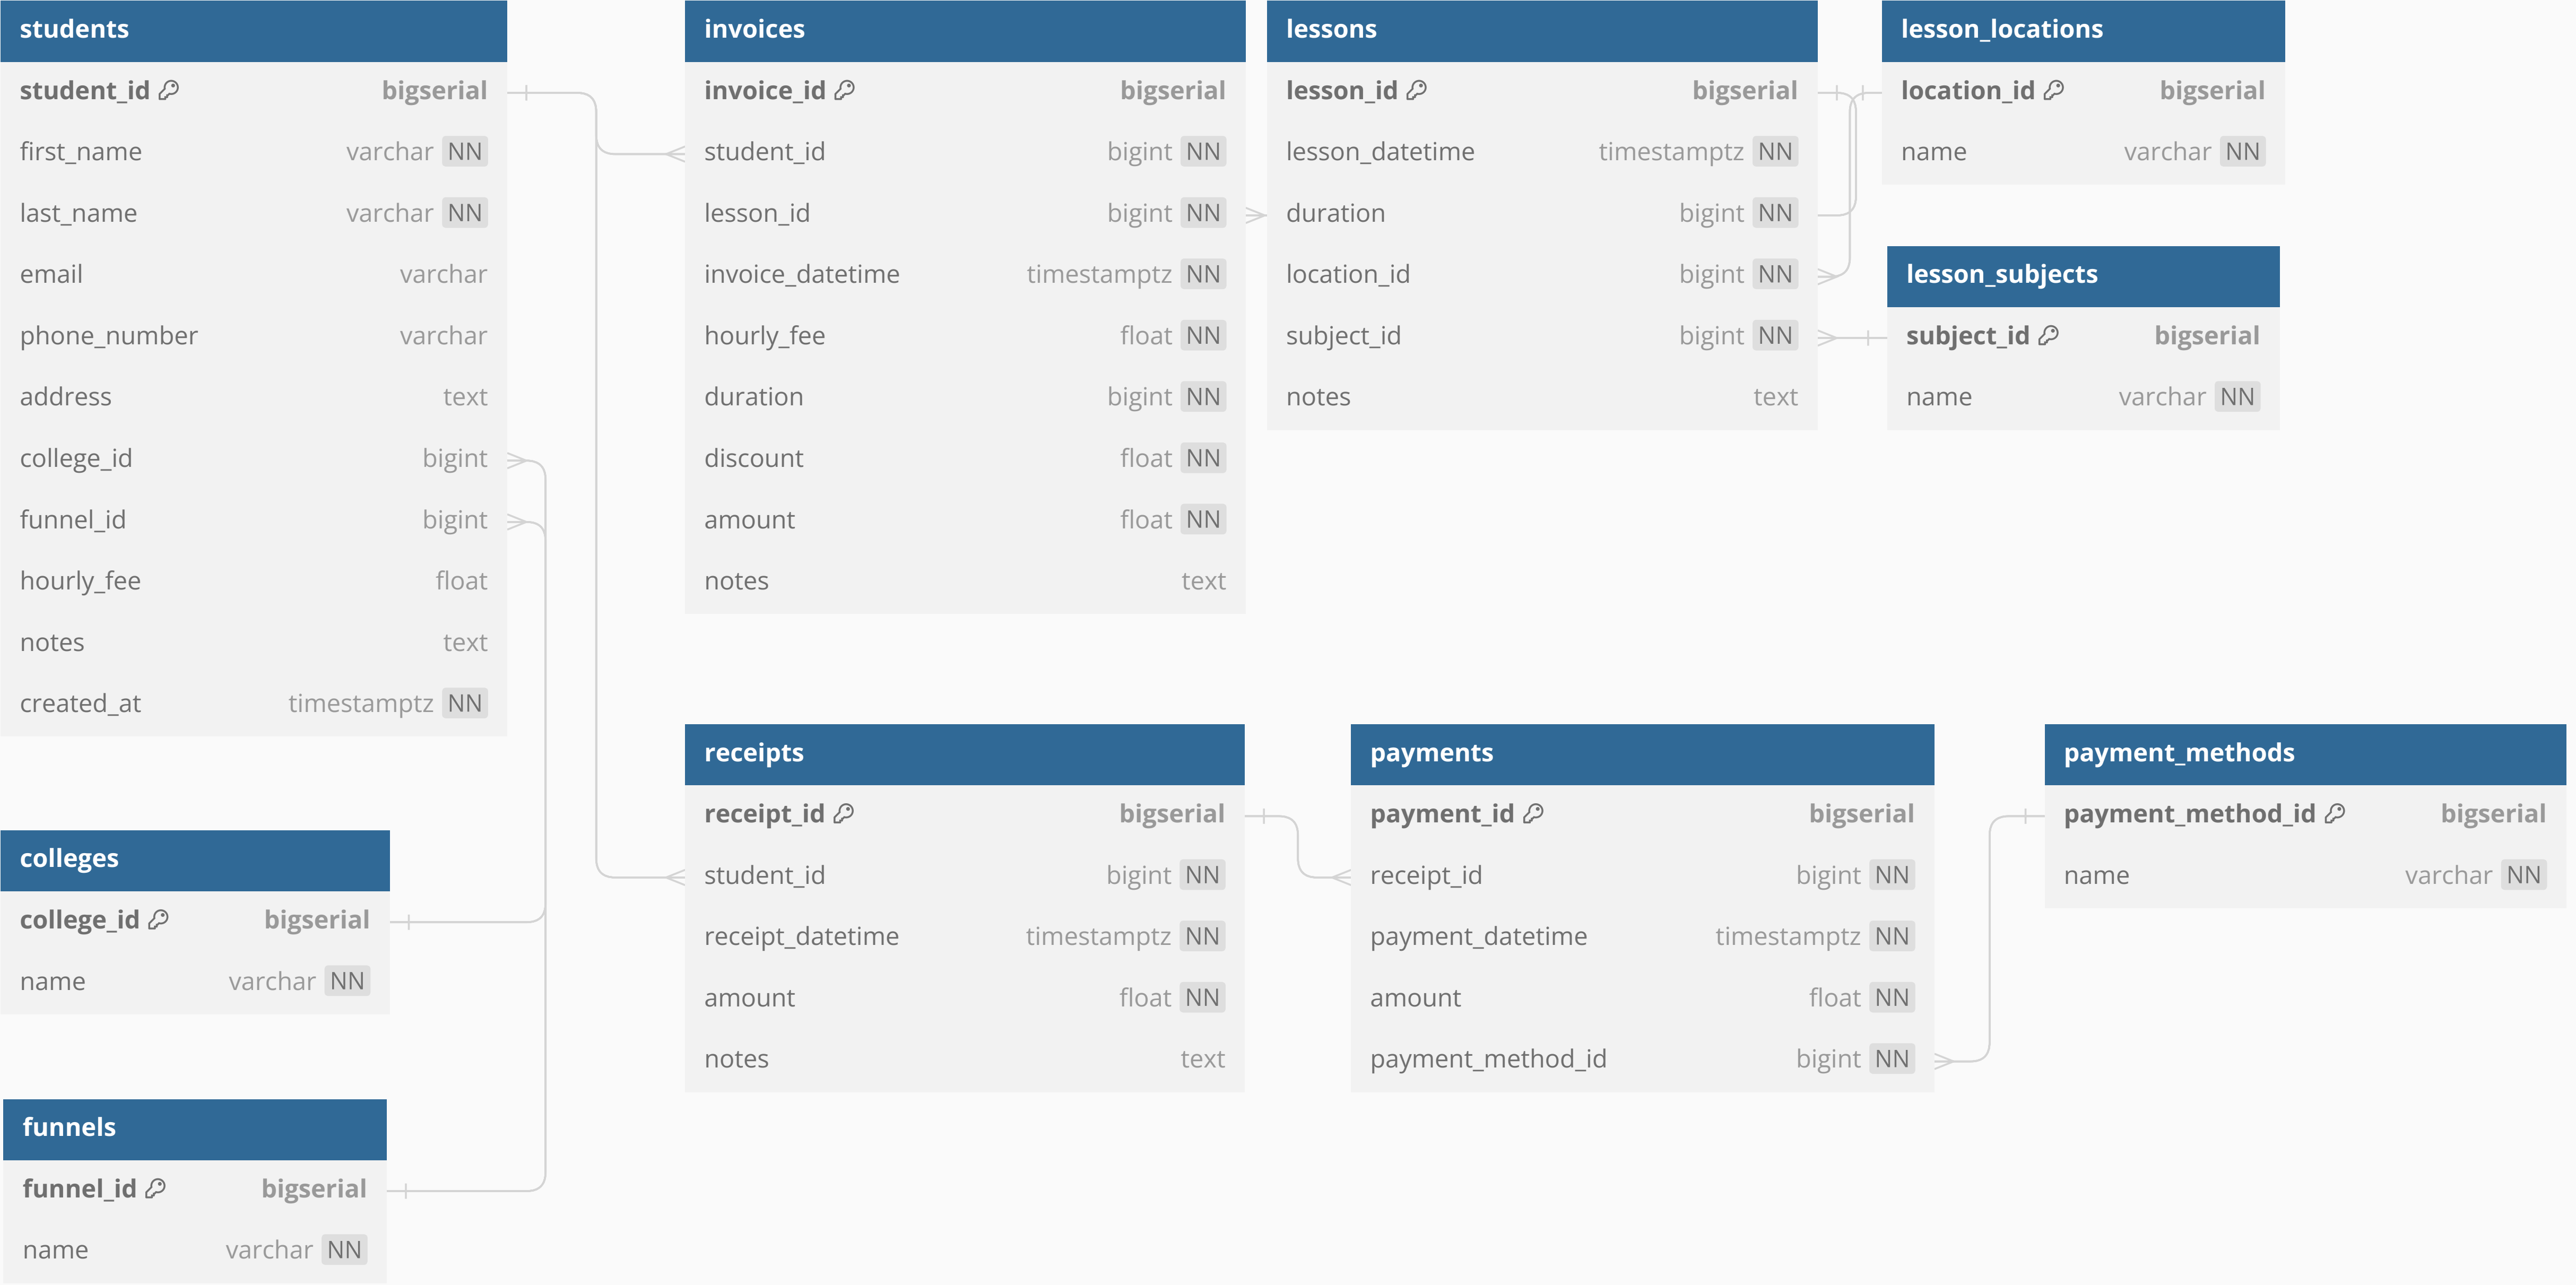 students
student_id bigserial
first_name varchar NN
last_name varchar NN
email varchar
phone_number varchar
address text
college_id bigint
funnel_id bigint
hourly_fee float
notes text
created_at timestamptz NN
colleges
college_id bigserial
name varchar NN
funnels
funnel_id bigserial
name varchar NN
invoices
invoice_id bigserial
student_id bigint NN
lesson_id bigint NN
invoice_datetime timestamptz NN
hourly_fee float NN
duration bigint NN
discount float NN
amount float NN
notes text
lessons
lesson_id bigserial
lesson_datetime timestamptz NN
duration bigint NN
location_id bigint NN
subject_id bigint NN
notes text
lesson_locations
location_id bigserial
name varchar NN
lesson_subjects
subject_id bigserial
name varchar NN
receipts
receipt_id bigserial
student_id bigint NN
receipt_datetime timestamptz NN
amount float NN
notes text
payments
payment_id bigserial
receipt_id bigint NN
payment_datetime timestamptz NN
amount float NN
payment_method_id bigint NN
payment_methods
payment_method_id bigserial
name varchar NN